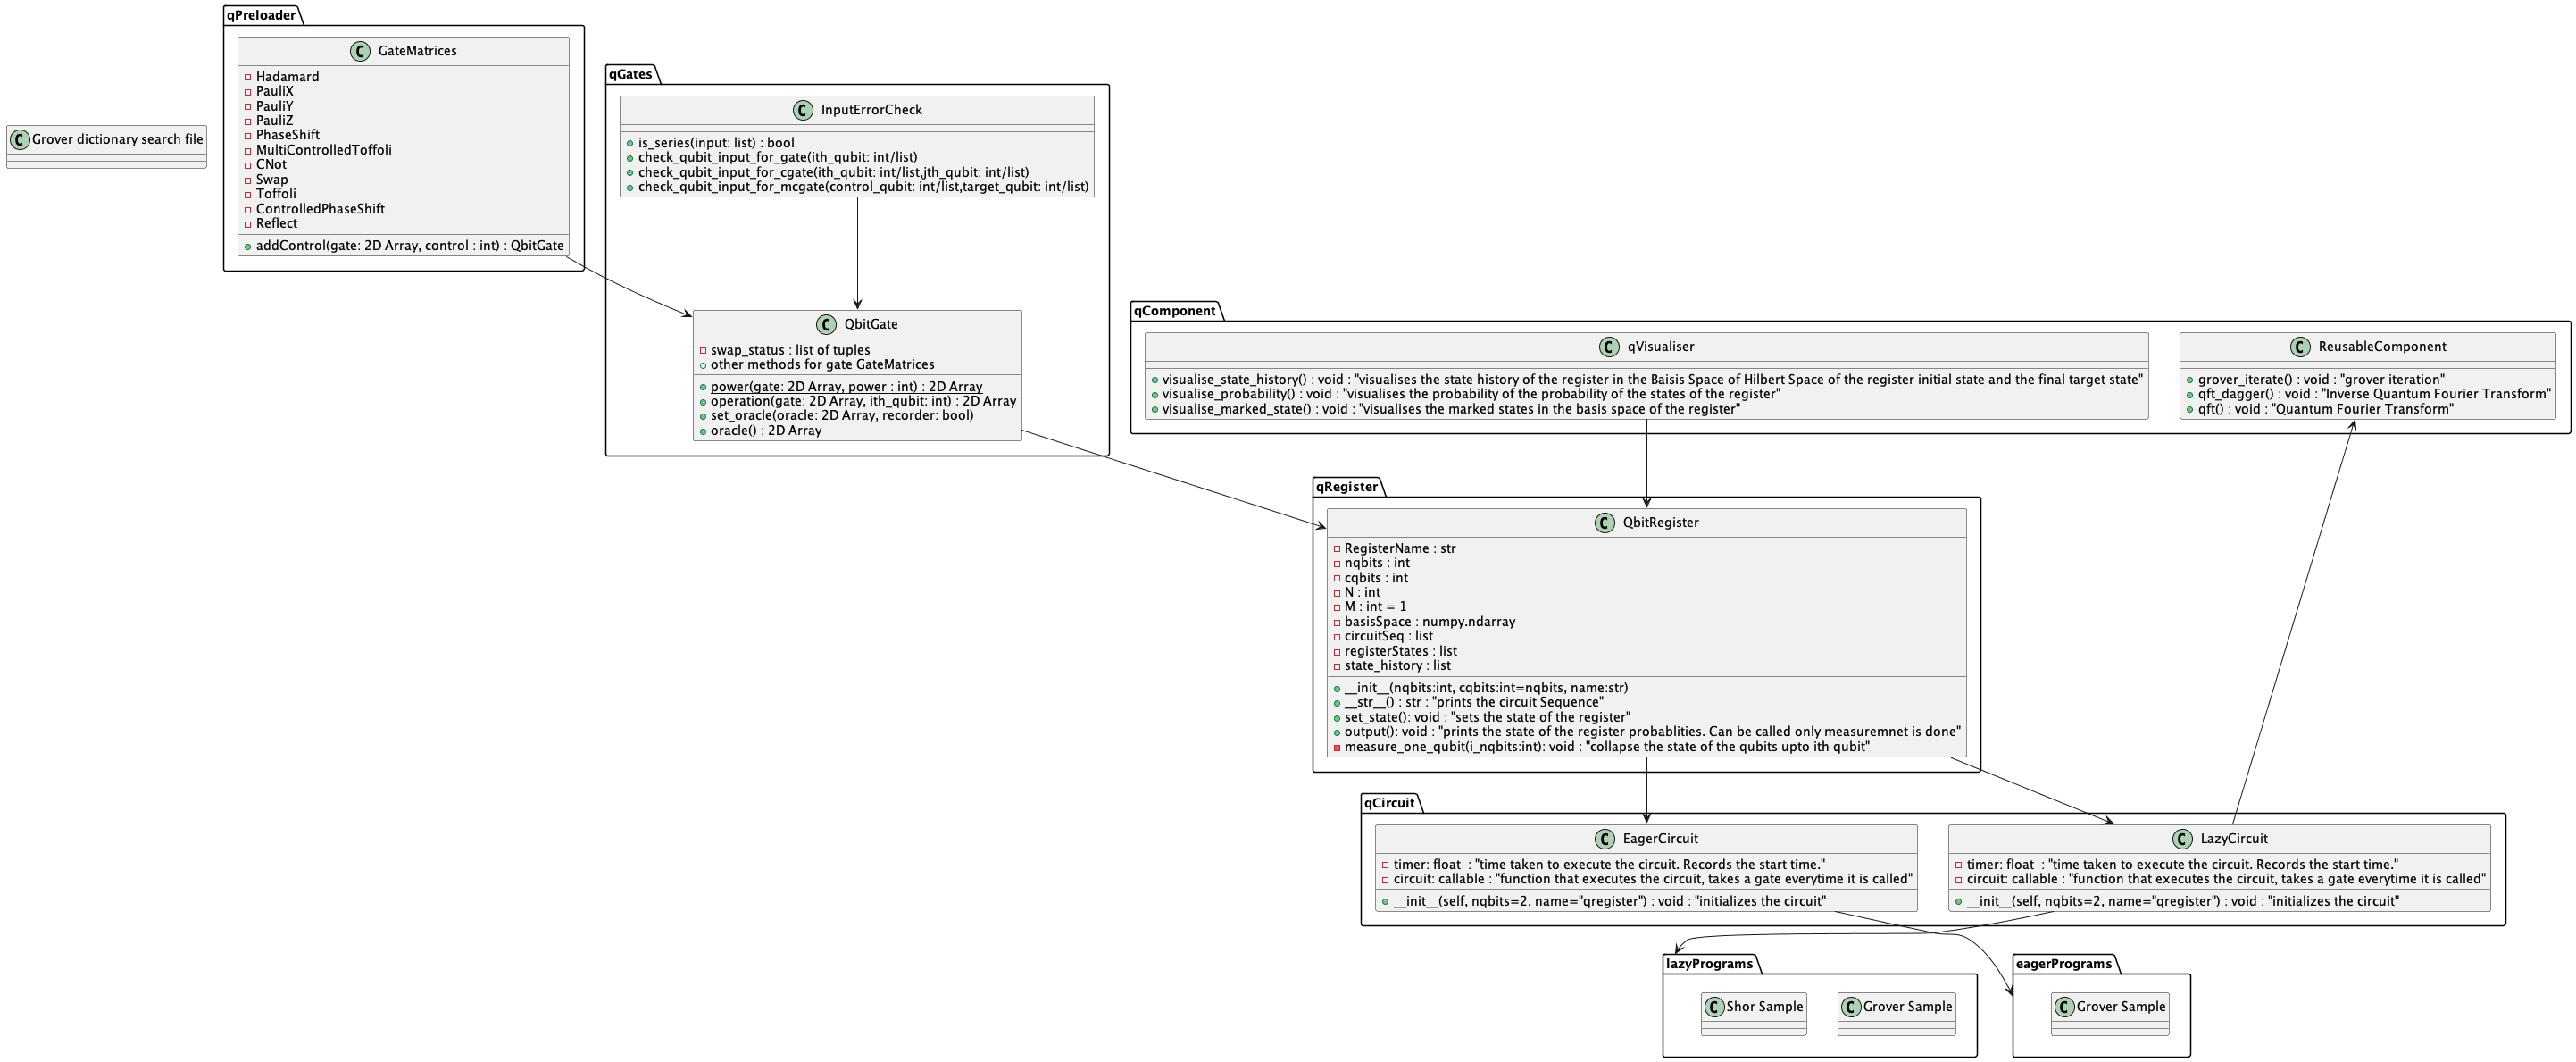 qPreloader
C GateMatrices
Hadamard
PauliX
PauliY
PauliZ
PhaseShift
MultiControlledToffoli
CNot
Swap
Toffoli
ControlledPhaseShift
Reflect
addControl(gate: 2D Array, control : int) : QbitGate
C Grover dictionary search file
qGates
C InputErrorCheck
is_series(input: list) : bool
check_qubit_input_for_gate(ith_qubit: int/list)
check_qubit_input_for_cgate(ith_qubit: int/list,jth_qubit: int/list)
check_qubit_input_for_mcgate(control_qubit: int/list,target_qubit: int/list)
C QbitGate
swap_status : list of tuples
other methods for gate GateMatrices
power(gate: 2D Array, power : int) : 2D Array
operation(gate: 2D Array, ith_qubit: int) : 2D Array
set_oracle(oracle: 2D Array, recorder: bool)
oracle() : 2D Array
qComponent
C qVisualiser
visualise_state_history() : void : "visualises the state history of the register in the Baisis Space of Hilbert Space of the register initial state and the final target state"
visualise_probability() : void : "visualises the probability of the probability of the states of the register"
visualise_marked_state() : void : "visualises the marked states in the basis space of the register"
C ReusableComponent
grover_iterate() : void : "grover iteration"
qft_dagger() : void : "Inverse Quantum Fourier Transform"
qft() : void : "Quantum Fourier Transform"
qRegister
C QbitRegister
RegisterName : str
nqbits : int
cqbits : int
N : int
M : int = 1
basisSpace : numpy.ndarray
circuitSeq : list
registerStates : list
state_history : list
__init__(nqbits:int, cqbits:int=nqbits, name:str)
__str__() : str : "prints the circuit Sequence"
set_state(): void : "sets the state of the register"
output(): void : "prints the state of the register probablities. Can be called only measuremnet is done"
measure_one_qubit(i_nqbits:int): void : "collapse the state of the qubits upto ith qubit"
qCircuit
C EagerCircuit
timer: float : "time taken to execute the circuit. Records the start time."
circuit: callable : "function that executes the circuit, takes a gate everytime it is called"
__init__(self, nqbits=2, name="qregister") : void : "initializes the circuit"
C LazyCircuit
timer: float : "time taken to execute the circuit. Records the start time."
circuit: callable : "function that executes the circuit, takes a gate everytime it is called"
__init__(self, nqbits=2, name="qregister") : void : "initializes the circuit"
lazyPrograms
C Shor Sample
C Grover Sample
eagerPrograms
C Grover Sample